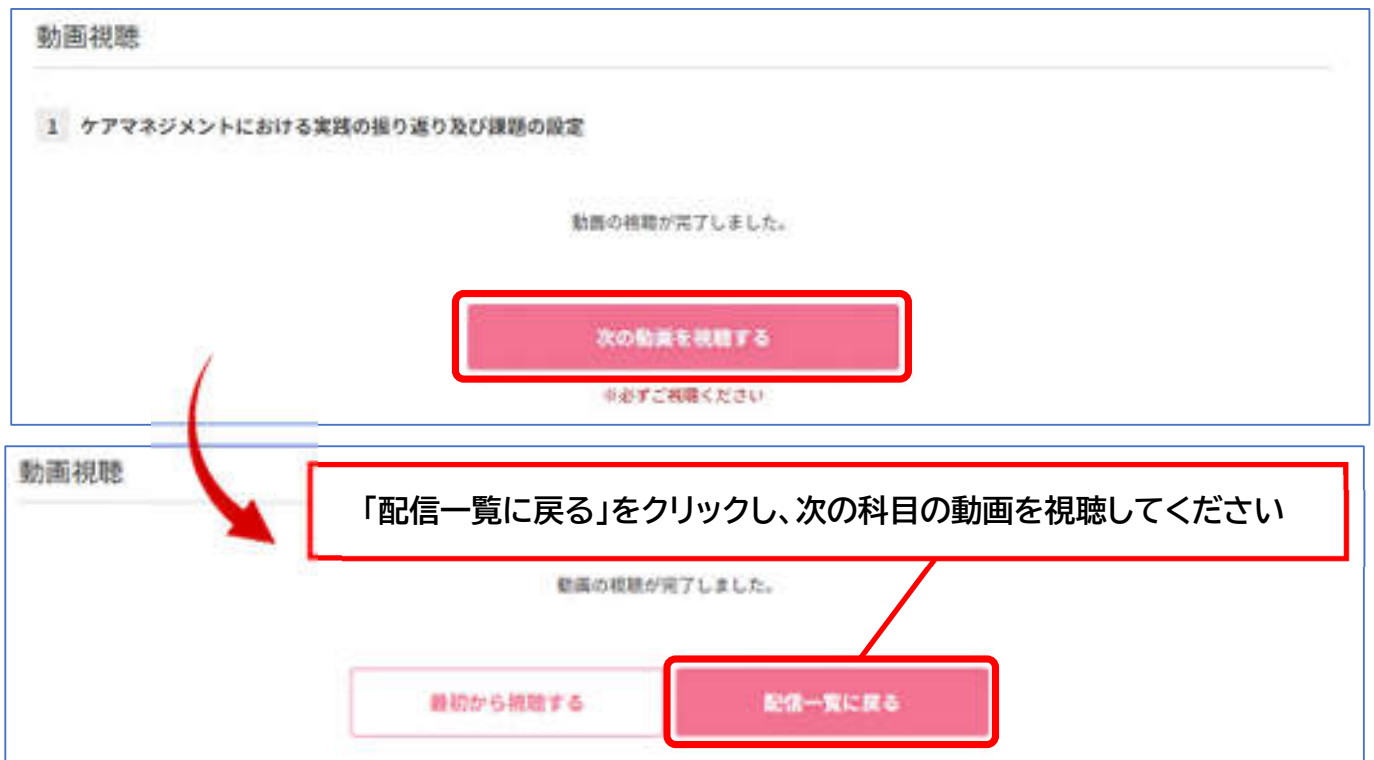 動画視聴
1 ケアマネジメントにおける実践の振り返り及び課題の設定
動画の視聴が完了しました。
次の動画を視聴する
※必ずご視聴ください
動画視聴
「配信一覧に戻る」をクリックし、次の科目の動画を視聴してください
動画の視聴が完了しました。
最初から視聴する
配信一覧に戻る